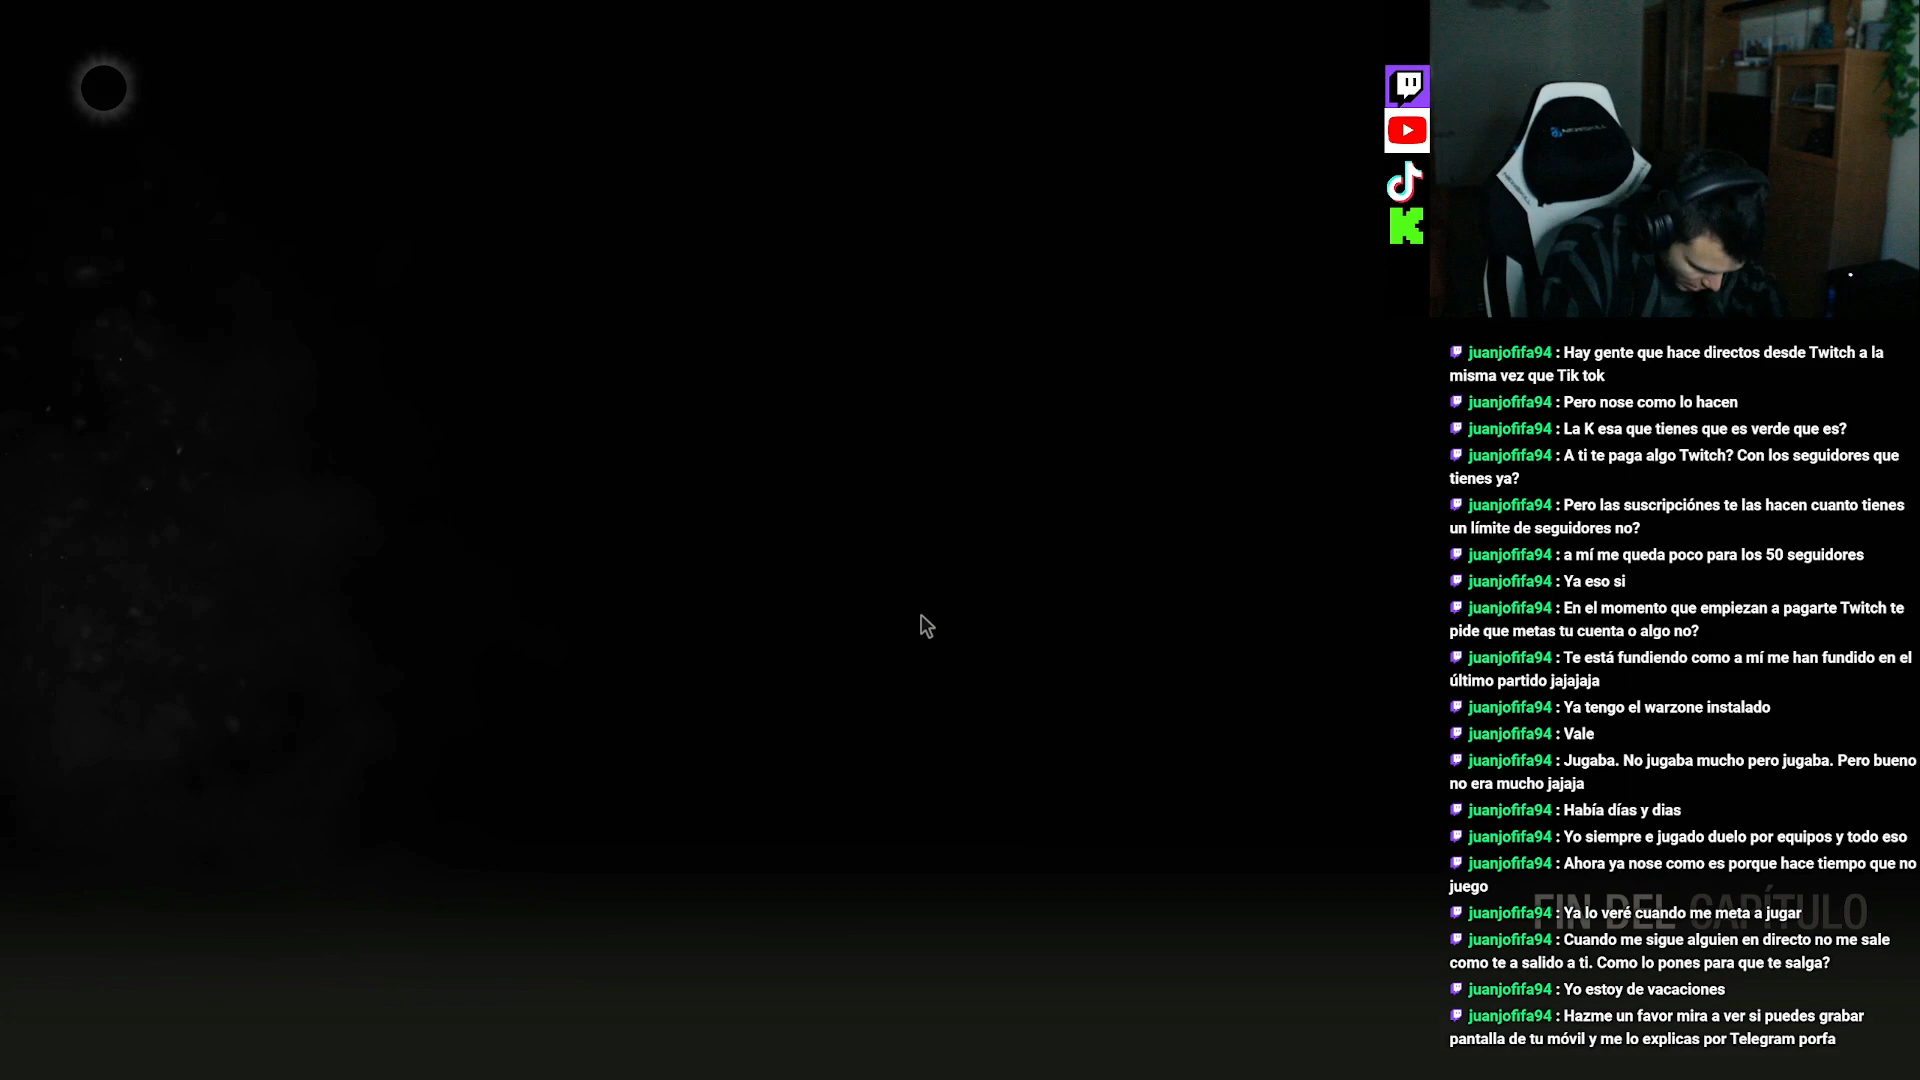 juanjofifa94 : Hay gente que hace directos desde Twitch a la
misma vez que Tik tok
juanjofifa94 : Pero nose como lo hacen
juanjofifa94 : La K esa que tienes que es verde que es?
juanjofifa94 : A ti te paga algo Twitch? Con los seguidores que
tienes ya?
juanjofifa94 : Pero las suscripciónes te las hacen cuanto tienes
un límite de seguidores no?
juanjofifa94 : a mí me queda poco para los 50 seguidores
juanjofifa94 : Ya eso si
juanjofifa94 : En el momento que empiezan a pagarte Twitch te
pide que metas tu cuenta o algo no?
juanjofifa94 : Te está fundiendo como a mí me han fundido en el
último partido jajajaja
juanjofifa94 : Ya tengo el warzone instalado
juanjofifa94 : Vale
juanjofifa94 : Jugaba. No jugaba mucho pero jugaba. Pero bueno
no era mucho jajaja
juanjofifa94 : Había días y dias
juanjofifa94 : Yo siempre e jugado duelo por equipos y todo eso
juanjofifa94 : Ahora ya nose como es porque hace tiempo que no
juego
FIN DEL CAPÍTULO
juanjofifa94 : Ya lo veré cuando me meta a jugar
juanjofifa94 : Cuando me sigue alguien en directo no me sale
como te a salido a ti. Como lo pones para que te salga?
juanjofifa94 : Yo estoy de vacaciones
juanjofifa94 : Hazme un favor mira a ver si puedes grabar
pantalla de tu móvil y me lo explicas por Telegram porfa